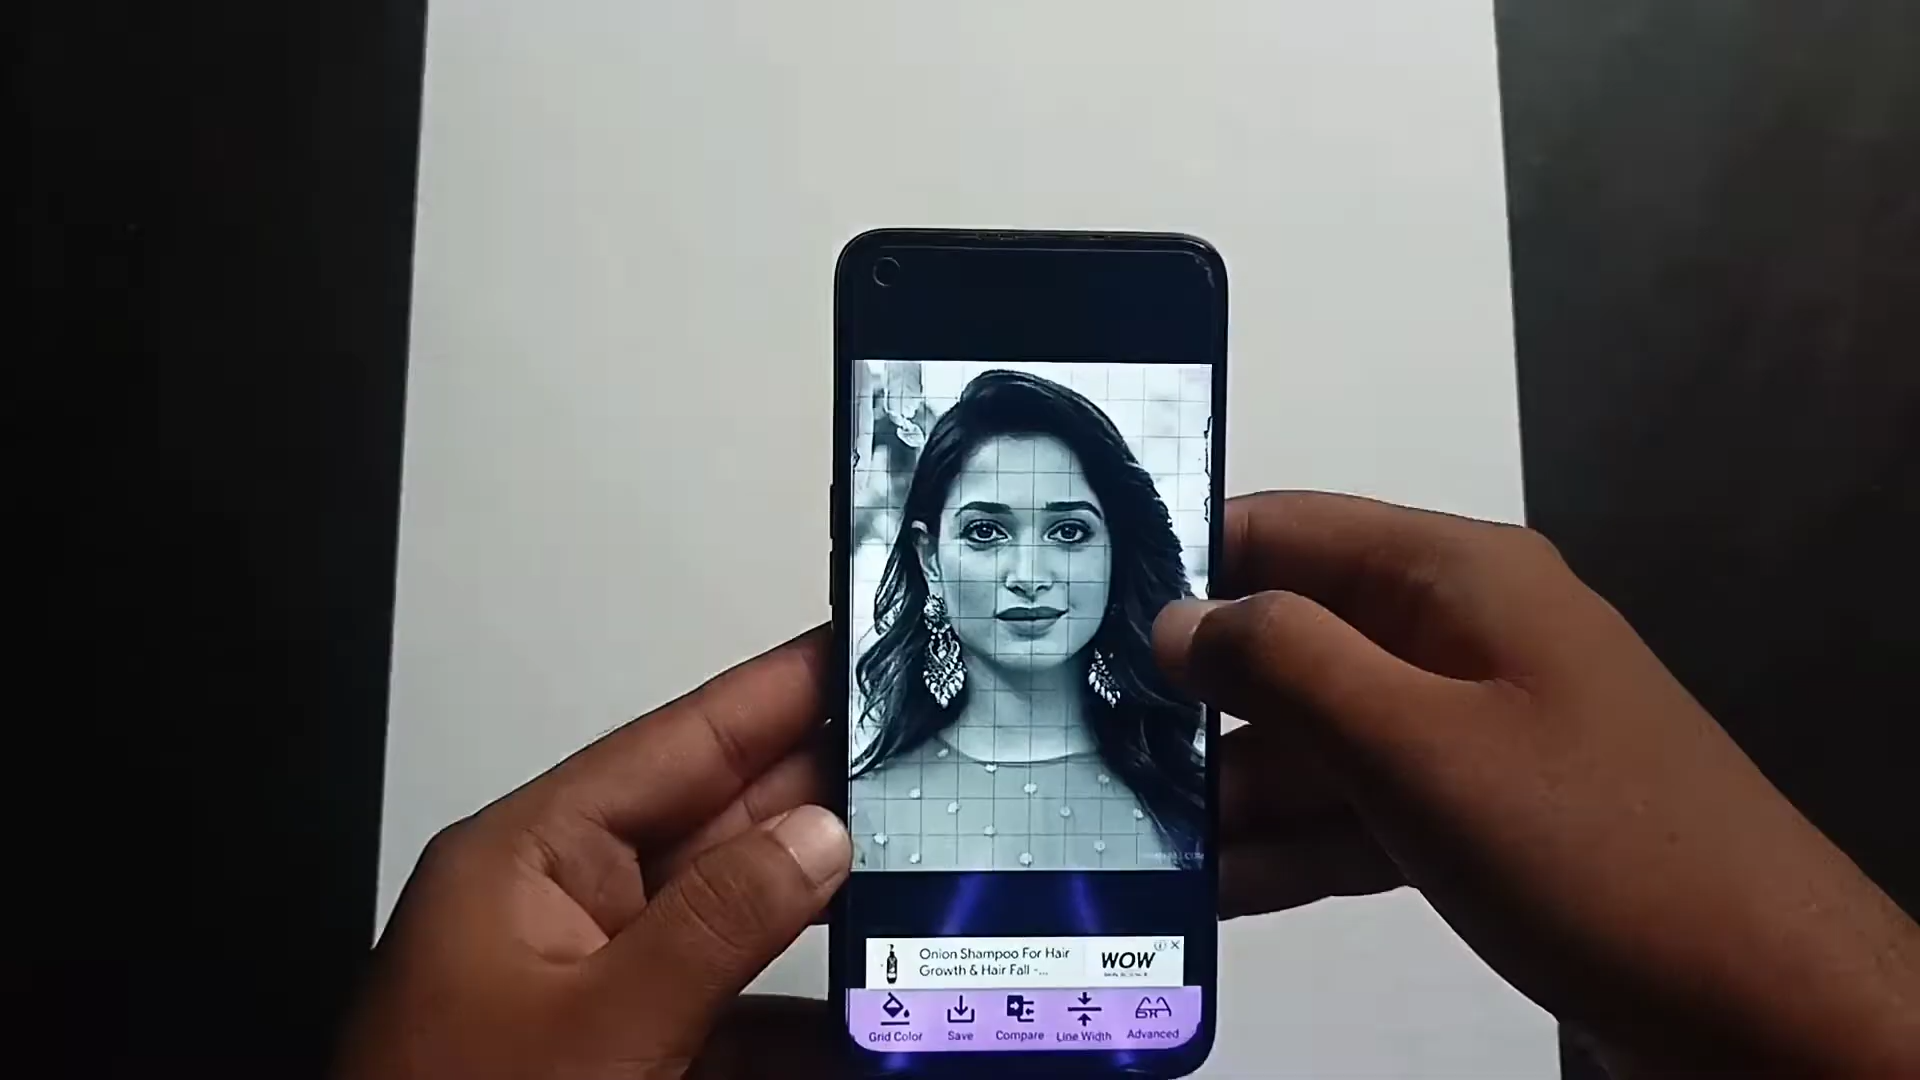 Onion Shampoo For Hair
Growth & Hair Fall -...
WOW
Grid Color
Save
Compare
Line Width
Advanced